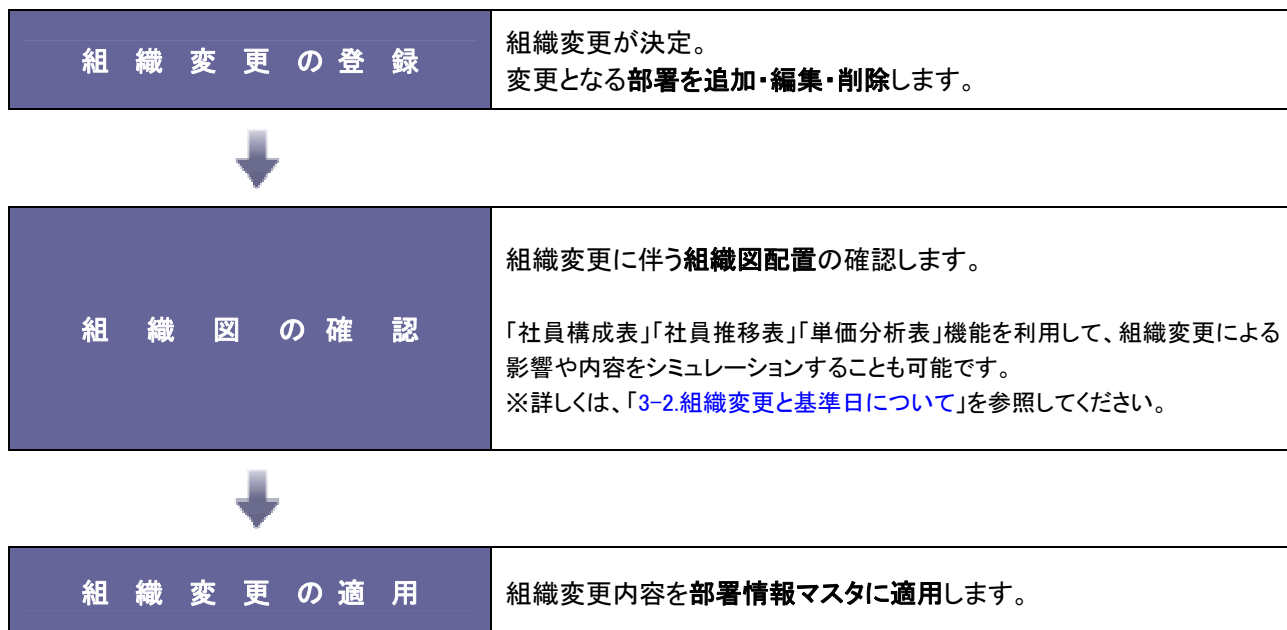 組織変更の登録
組織変更が決定。
変更となる部署を追加・編集・削除します。
組織図の確認
組織変更に伴う組織図配置の確認します。
「社員構成表」「社員推移表」「単価分析表」機能を利用して、組織変更による
影響や内容をシミュレーションすることも可能です。
※詳しくは、「3-2.組織変更と基準日について」を参照してください。
組織変更の適用
組織変更内容を部署情報マスタに適用します。